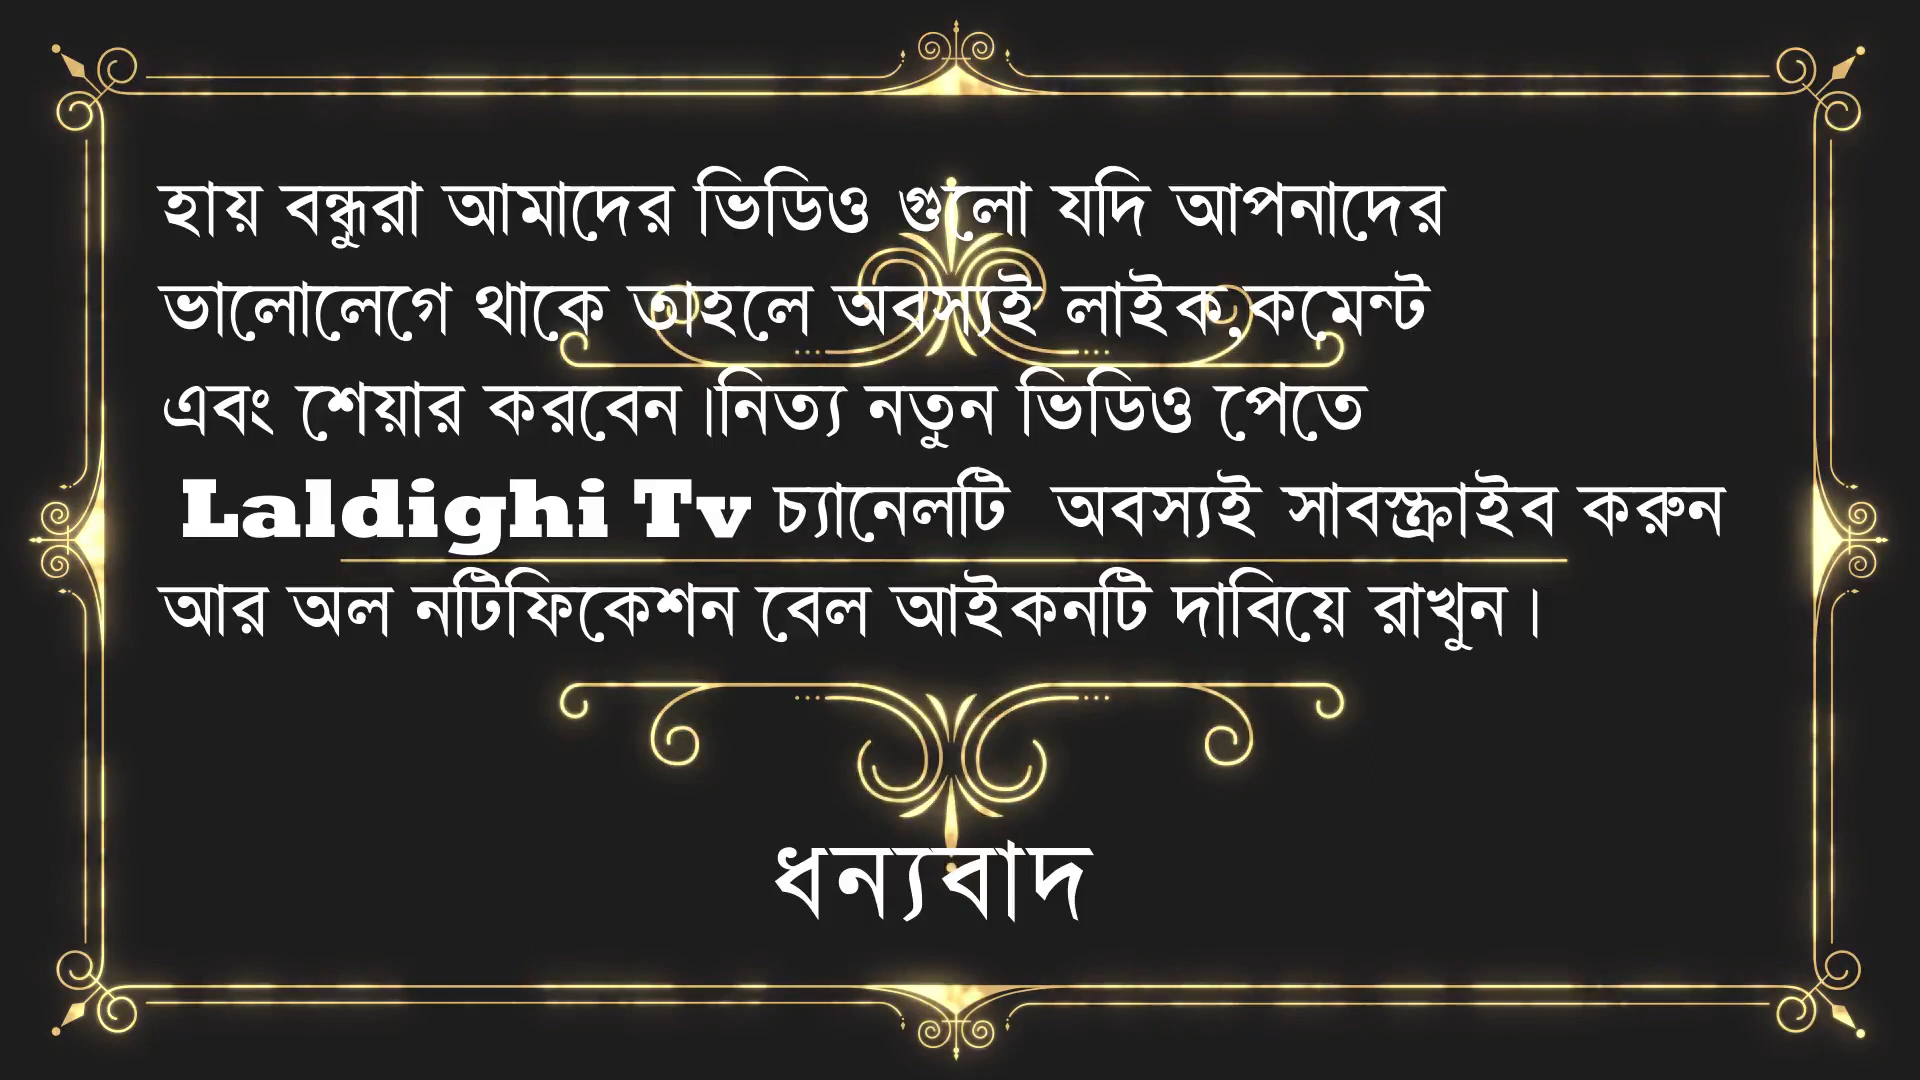 হায় বন্ধুরা আমাদের ভিডিও গুলো যদি আপনাদের
ভালোলেগে থাকে তাহলে অবস্যই লাইক,কমেন্ট
এবং শেয়ার করবেন।নিত্য নতুন ভিডিও পেতে
Laldighi Tv চ্যানেলটি অবস্যই সাবস্ক্রাইব করুন
আর অল নটিফিকেশন বেল আইকনটি দাবিয়ে রাখুন।
ধন্যবাদ